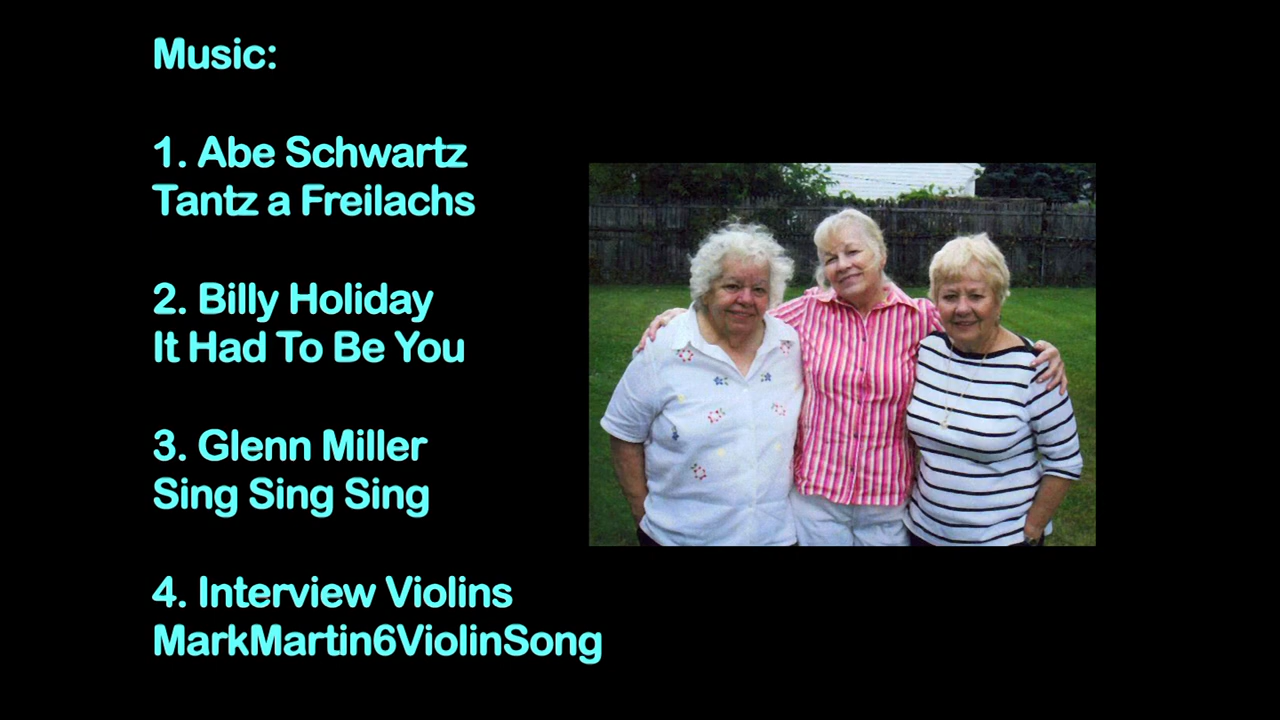 Music:
1. Abe Schwartz
Tantz a Freilachs
2. Billy Holiday
It Had To Be You
3. Glenn Miller
Sing Sing Sing
4. Interview Violins
MarkMartin6ViolinSong